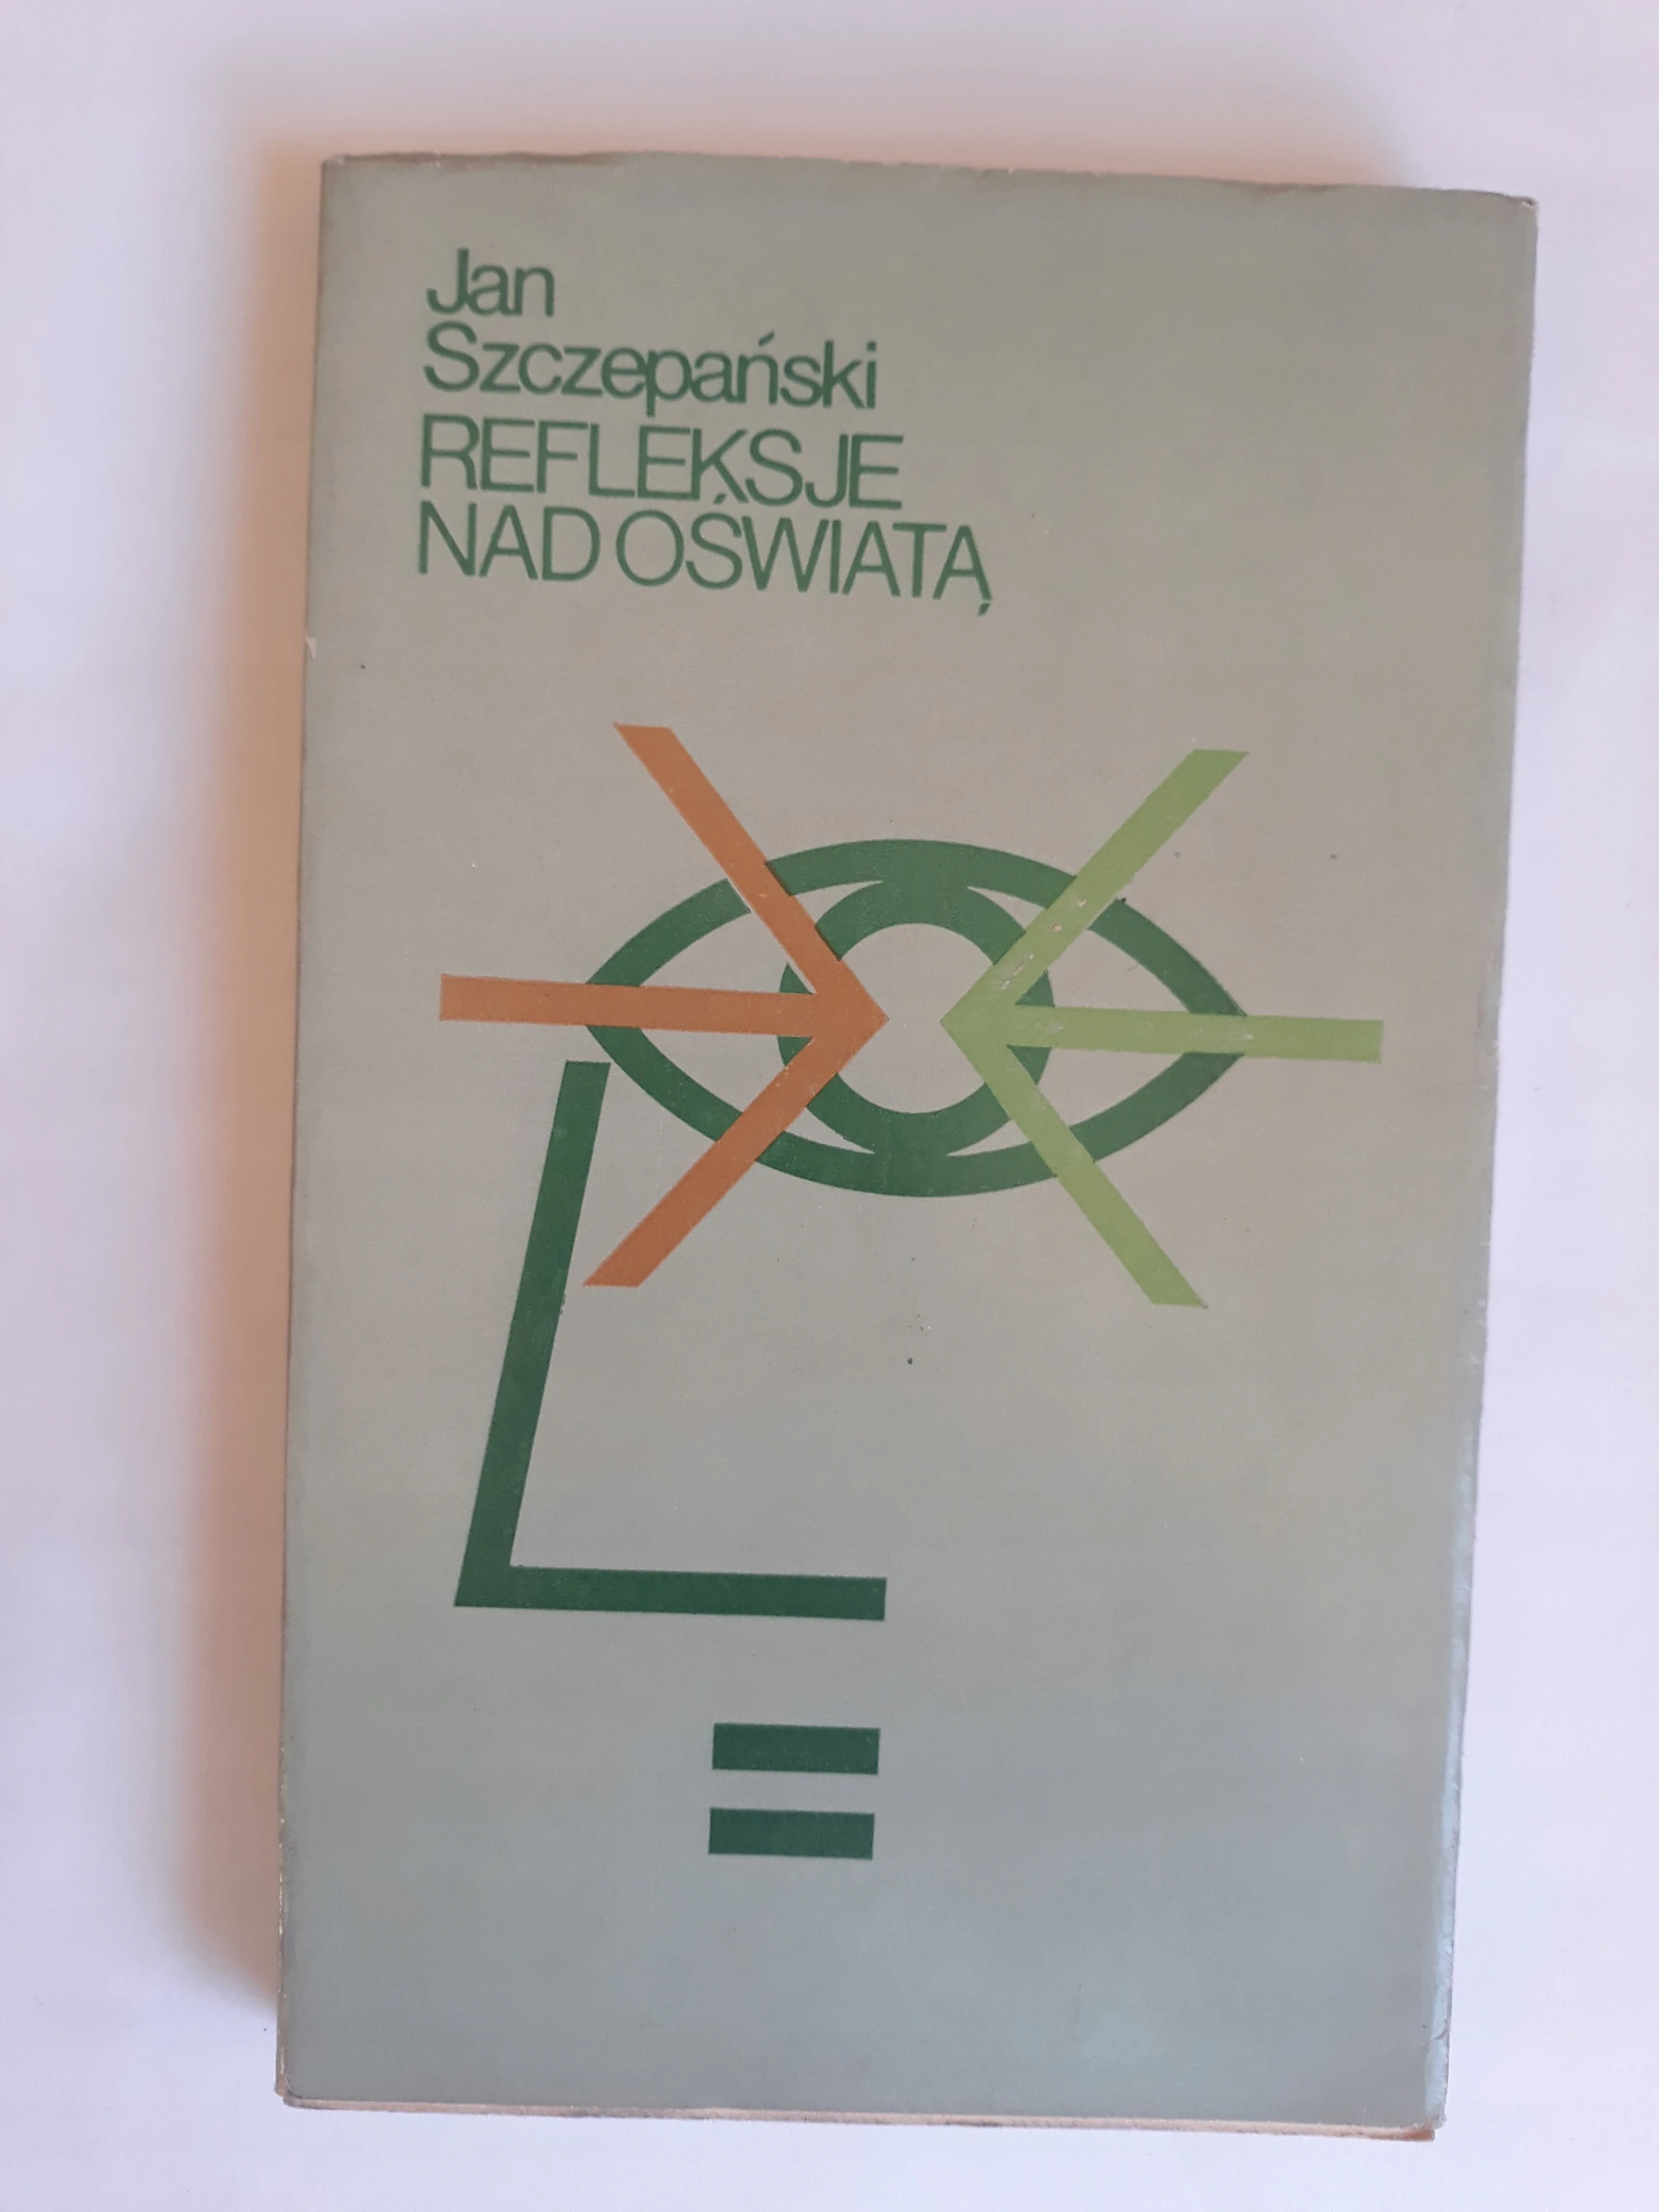 Jan
Szczepański
REFLEKSJE
NAD OŚWIATĄ